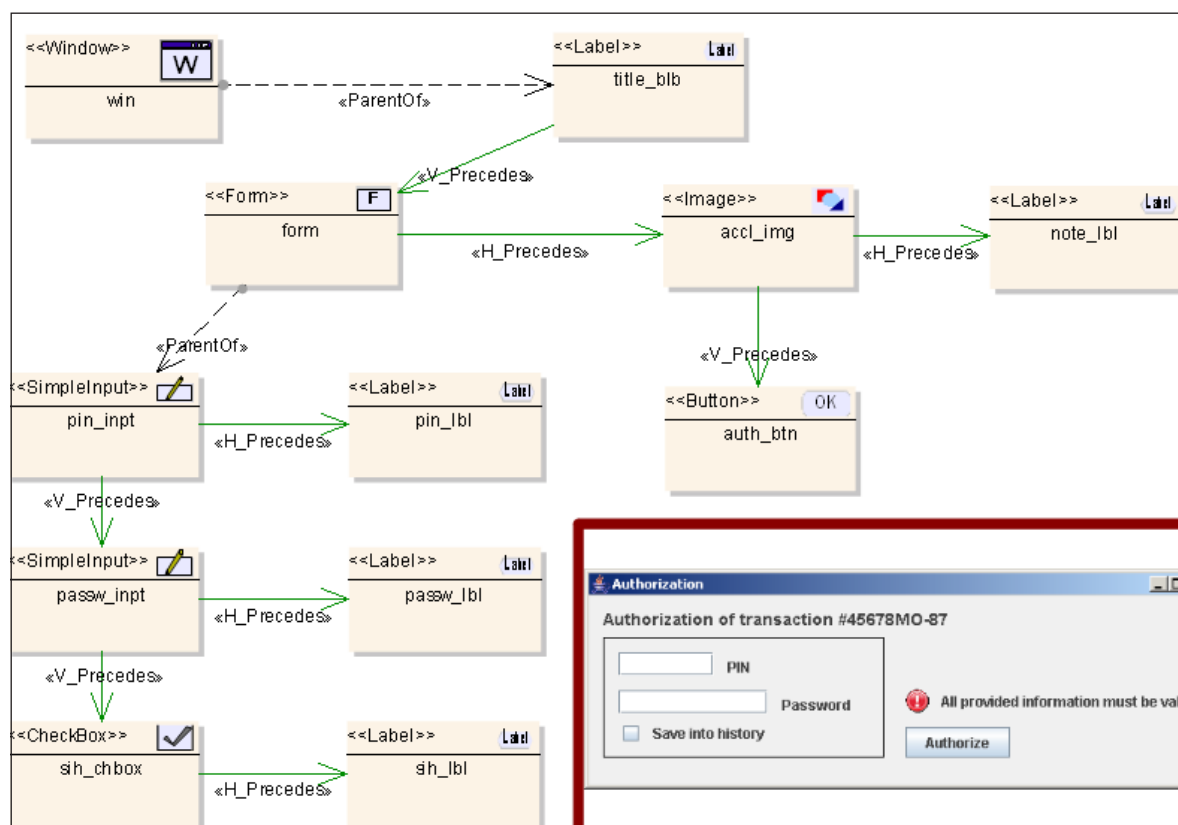 <<Window>>
W
win
«ParentOf»
<<Label>> Label
title_blb
«V_Precedes»
<<Form>> F
form
«H_Precedes»
<<Image>>
accl_img
«H_Precedes»
<<Label>> Label
note_lbl
«ParentOf»
«V_Precedes»
<<SimpleInput>>
pin_inpt
«H_Precedes»
<<Label>> Label
pin_lbl
<<Button>> OK
auth_btn
«V_Precedes»
<<SimpleInput>>
passw_inpt
«H_Precedes»
<<Label>> Label
passw_lbl
«V_Precedes»
<<CheckBox>>
sih_chbox
«H_Precedes»
<<Label>> Label
sih_lbl
Authorization
Authorization of transaction #45678MO-87
PIN
Password
Save into history
All provided information must be val
Authorize